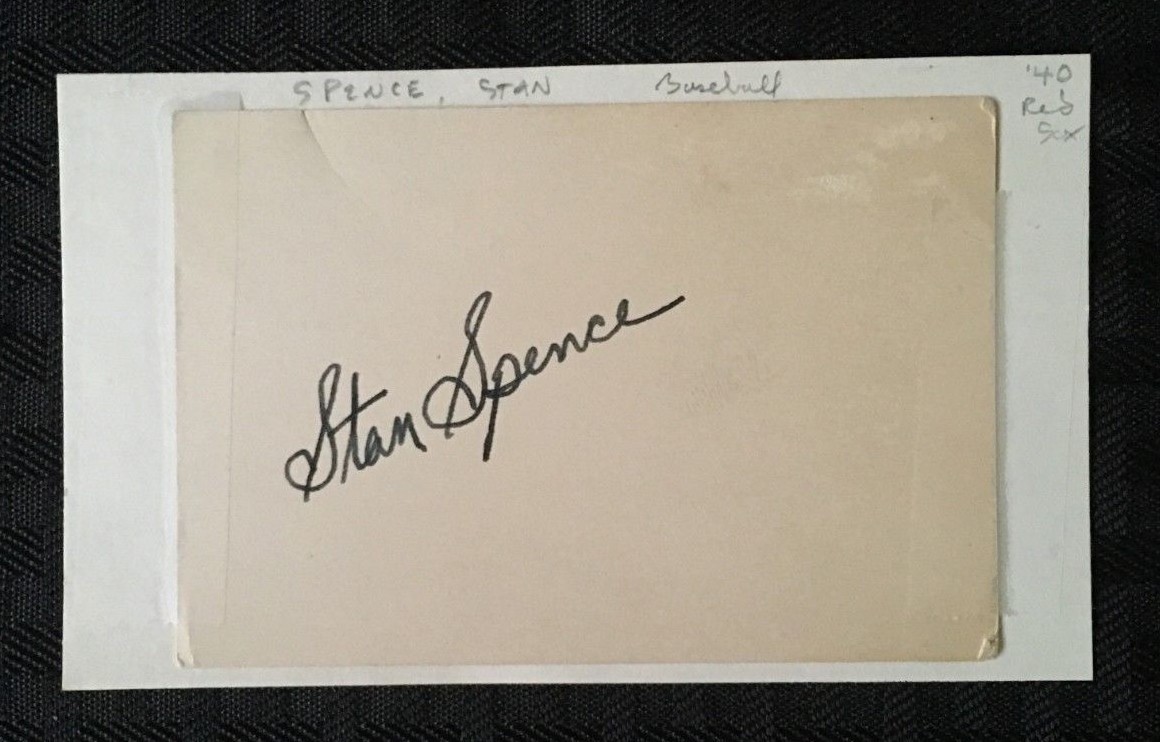 SPENCE, STAN Baseball '40
Red
Sox
Stan Spence